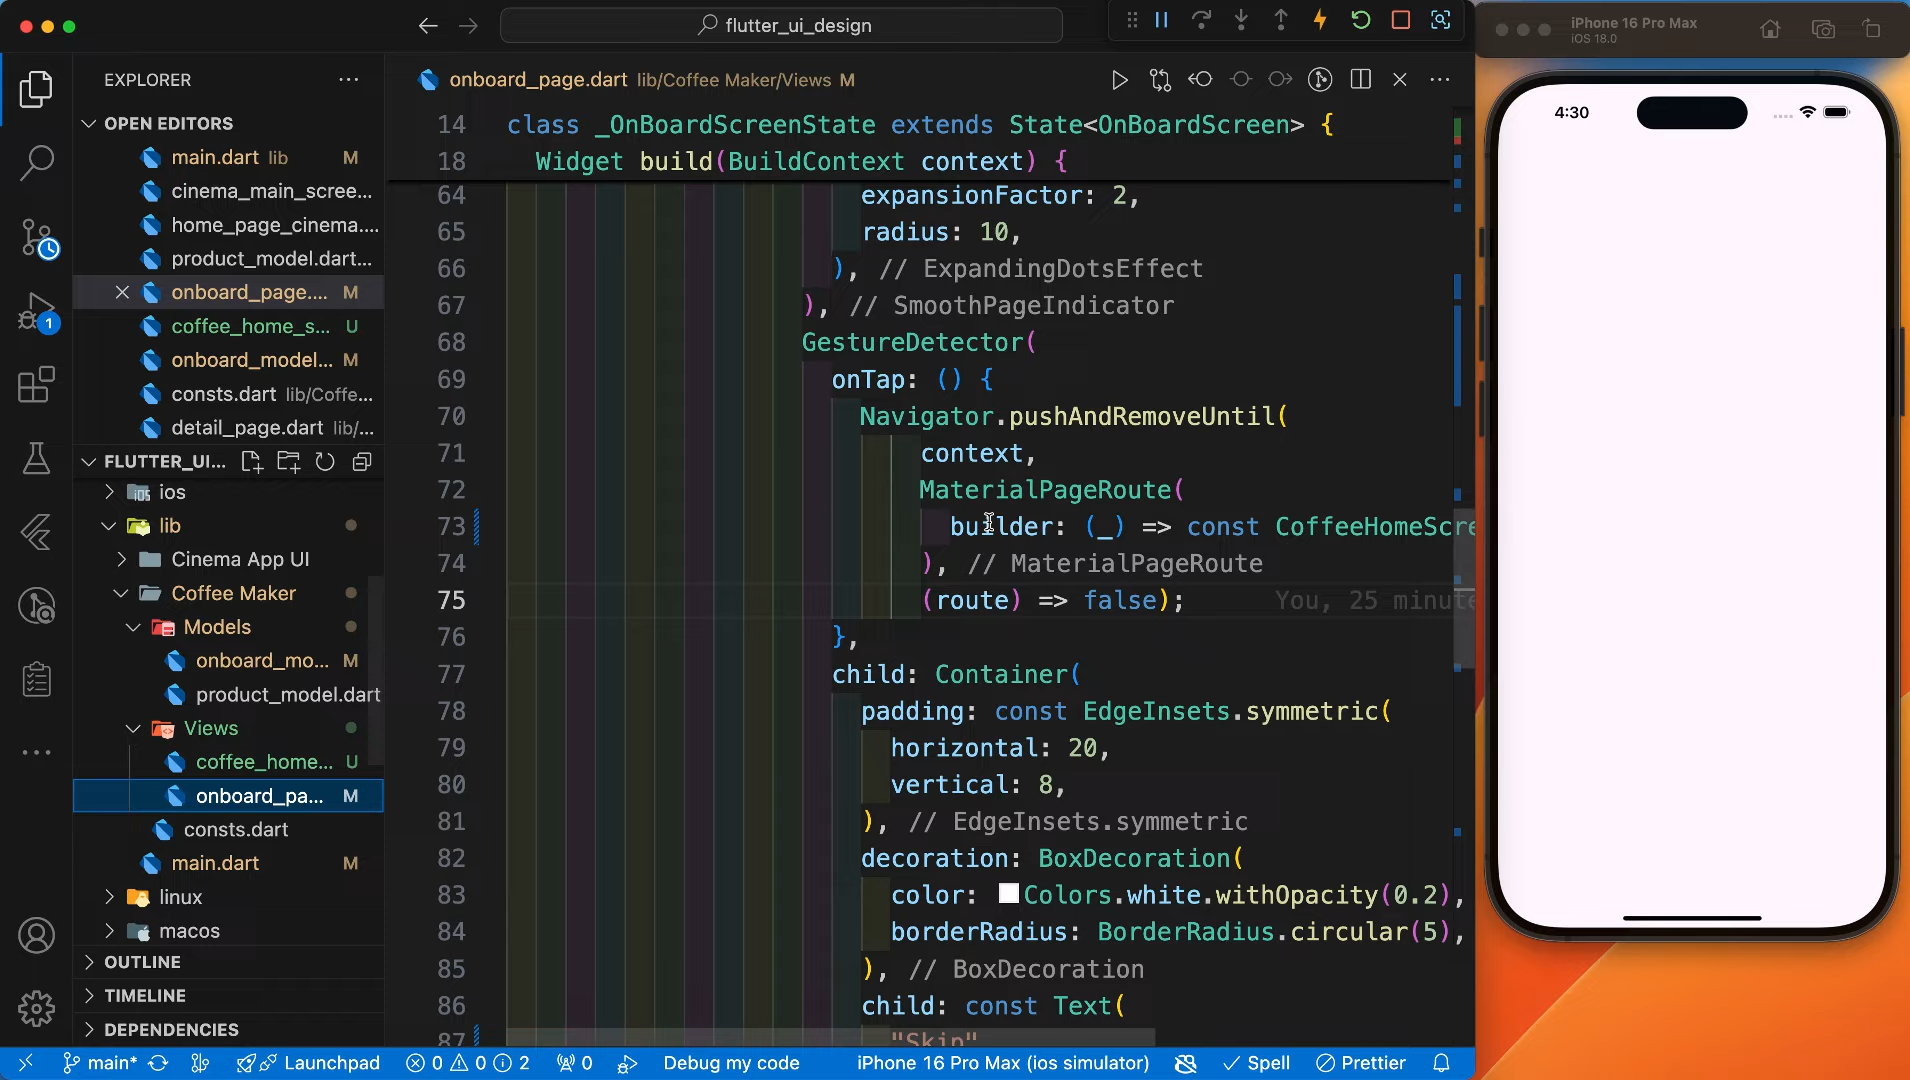 flutter_ui_design
EXPLORER
OPEN EDITORS
main.dart lib M
cinema_main_scree...
home_page_cinema....
product_model.dart...
onboard_page.... M
coffee_home_s... U
onboard_model... M
consts.dart lib/Coffe...
detail_page.dart lib/...
FLUTTER_UI...
ios
lib
Cinema App UI
Coffee Maker
Models
onboard_mo... M
product_model.dart
Views
coffee_home... U
onboard_pa... M
consts.dart
main.dart M
linux
macos
OUTLINE
TIMELINE
DEPENDENCIES
1
onboard_page.dart lib/Coffee Maker/Views M
14 class _OnBoardScreenState extends State<OnBoardScreen> {
18 Widget build(BuildContext context) {
64 expansionFactor: 2,
65 radius: 10,
66 ), // ExpandingDotsEffect
67 ), // SmoothPageIndicator
68 GestureDetector(
69 onTap: () {
70 Navigator.pushAndRemoveUntil(
71 context,
72 MaterialPageRoute(
73 builder: (_) => const CoffeeHomeScre
74 ), // MaterialPageRoute
75 (route) => false); You, 25 minute
76 },
77 child: Container(
78 padding: const EdgeInsets.symmetric(
79 horizontal: 20,
80 vertical: 8,
81 ), // EdgeInsets.symmetric
82 decoration: BoxDecoration(
83 color: Colors.white.withOpacity(0.2),
84 borderRadius: BorderRadius.circular(5),
85 ), // BoxDecoration
86 child: const Text(
87 "Skip"
main* Launchpad 0 0 2 0 Debug my code iPhone 16 Pro Max (ios simulator) Spell Prettier
iPhone 16 Pro Max
iOS 18.0
4:30